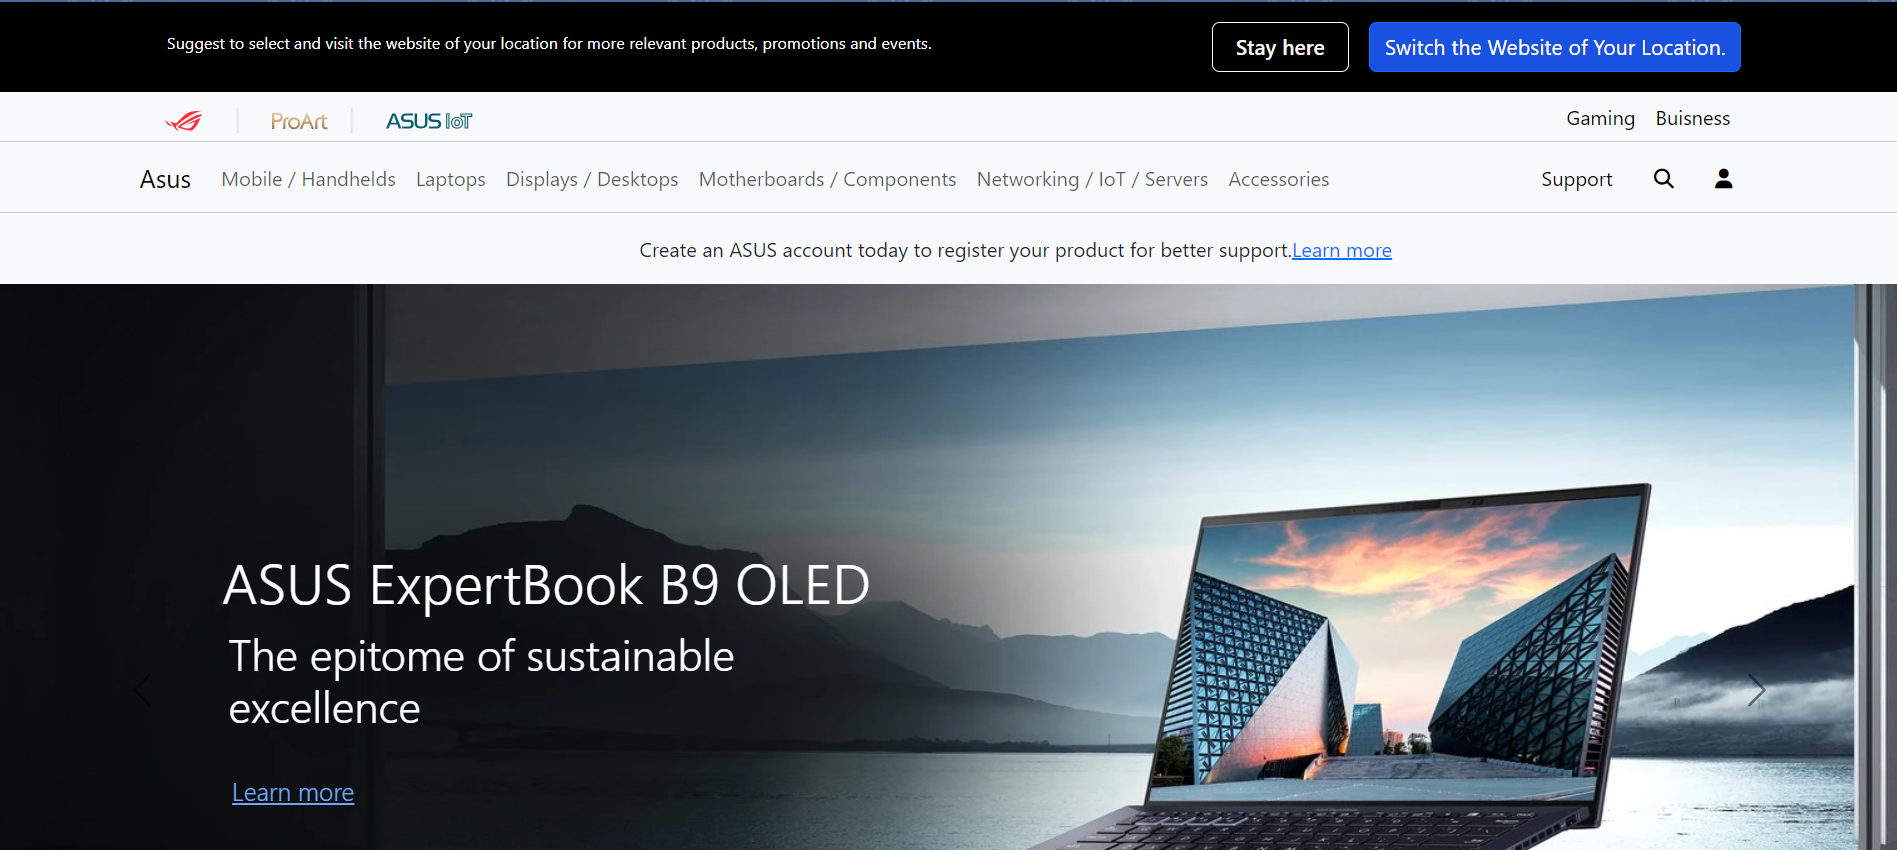 Suggest to select and visit the website of your location for more relevant products, promotions and events.
Stay here
Switch the Website of Your Location.
ProArt
ASUS IoT
Gaming Buisness
Asus Mobile / Handhelds Laptops Displays / Desktops Motherboards / Components Networking / IoT / Servers Accessories Support
Create an ASUS account today to register your product for better support.Learn more
ASUS ExpertBook B9 OLED
The epitome of sustainable
excellence
Learn more